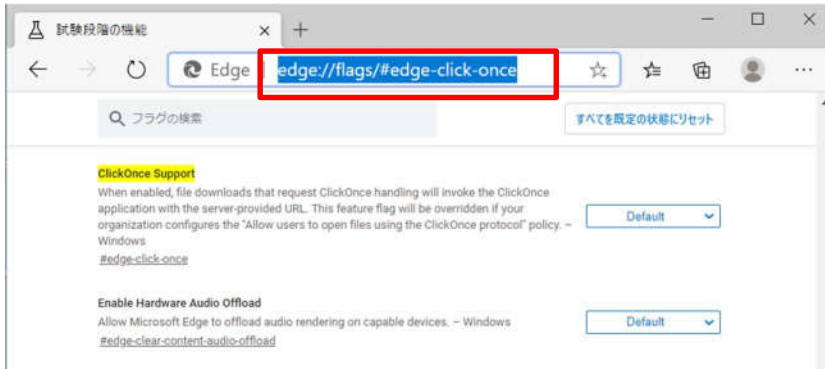 試験段階の機能
Edge edge://flags/#edge-click-once
フラグの検索
すべてを既定の状態にリセット
ClickOnce Support
When enabled, file downloads that request ClickOnce handling will invoke the ClickOnce
application with the server-provided URL. This feature flag will be overridden if your
organization configures the "Allow users to open files using the ClickOnce protocol" policy. –
Windows
Default
#edge-click-once
Enable Hardware Audio Offload
Allow Microsoft Edge to offload audio rendering on capable devices. – Windows
Default
#edge-clear-content-audio-offload